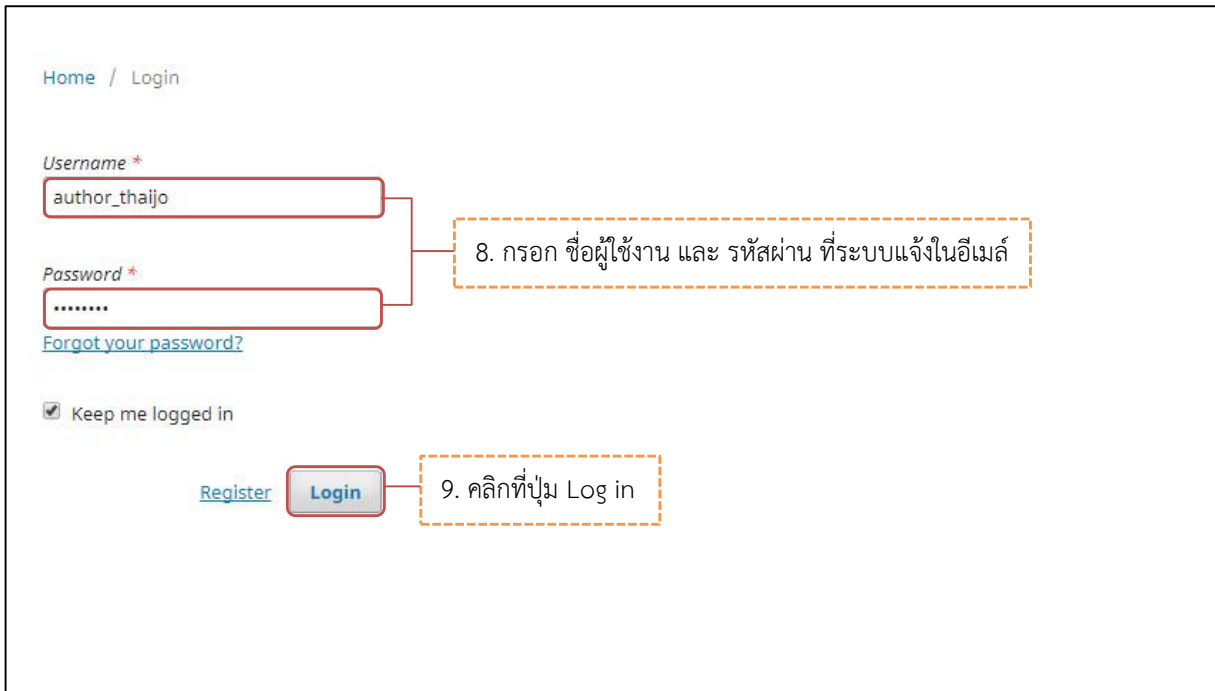 Home / Login
Username *
author_thaijo
8. กรอก ชื่อผู้ใช้งาน และ รหัสผ่าน ที่ระบบแจ้งในอีเมล์
Password *
••••••••
Forgot your password?
Keep me logged in
Register
Login
9. คลิกที่ปุ่ม Log in